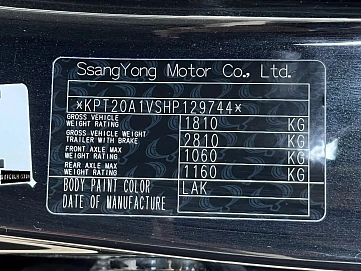 SsangYong Motor Co., Ltd.
*KPT20A1VSHP129744*
GROSS VEHICLE WEIGHT RATING 1810 KG
GROSS VEHICLE WEIGHT TRAILER WITH BRAKE 2810 KG
FRONT AXLE MAX WEIGHT RATING 1060 KG
REAR AXLE MAX WEIGHT RATING 1160 KG
BODY PAINT COLOR LAK
DATE OF MANUFACTURE